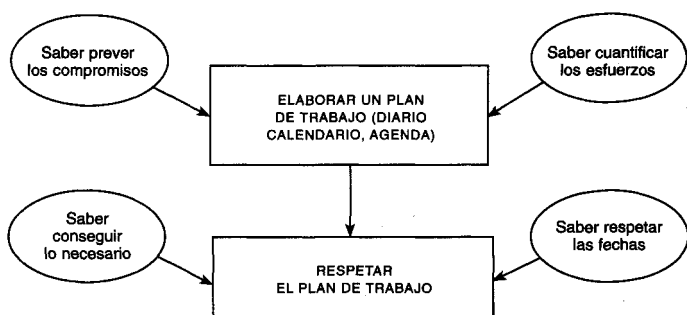 Saber prever
los compromisos
Saber cuantificar
los esfuerzos
ELABORAR UN PLAN
DE TRABAJO (DIARIO
CALENDARIO, AGENDA)
Saber
conseguir
lo necesario
Saber respetar
las fechas
RESPETAR
EL PLAN DE TRABAJO